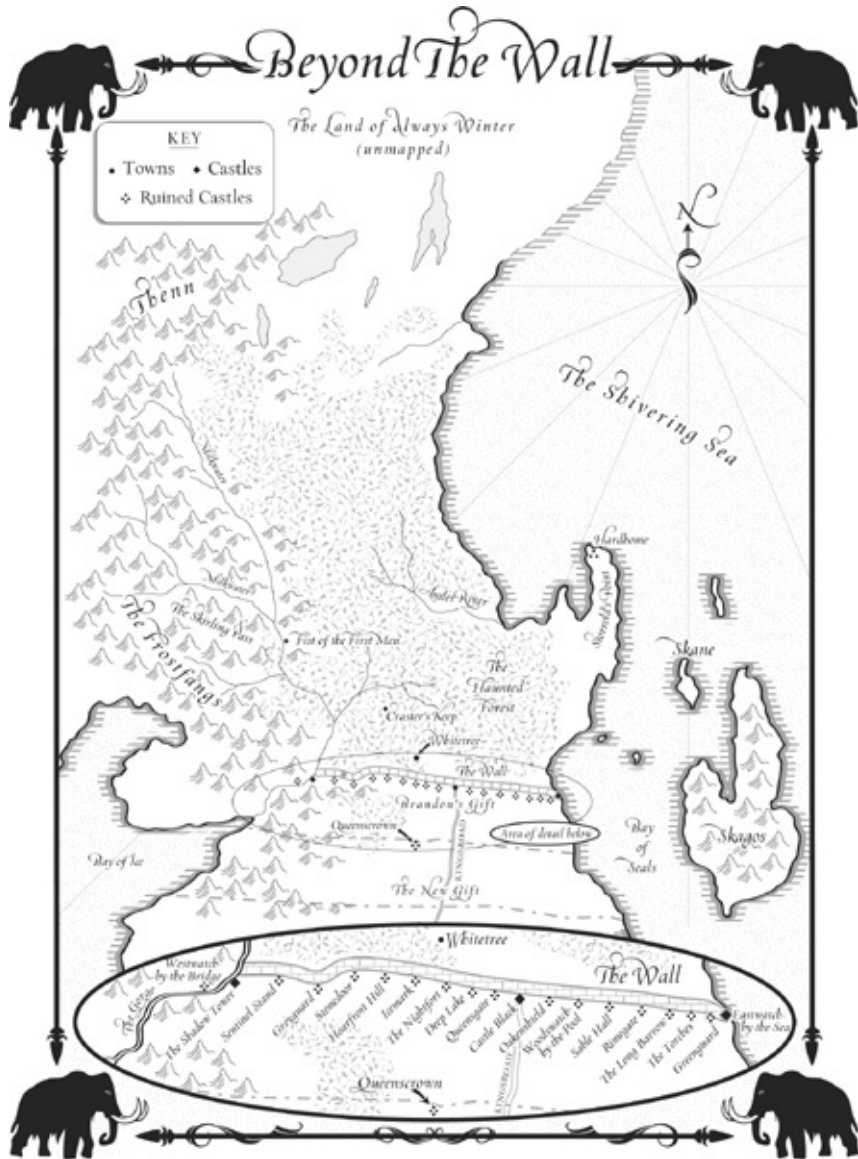 Beyond The Wall
The Land of Always Winter
(unmapped)
KEY
Towns
Castles
Ruined Castles
N
Thenn
The Shivering Sea
Milkwater
Hardhome
Milkwater
Antler River
Storrold's Point
The Skirling Pass
Fist of the First Men
The Frostfangs
Skane
The
Haunted
Forest
Craster's Keep
Whitetree
The Wall
Brandon's Gift
Queenscrown
Area of detail below
KINGSROAD
Bay
of
Seals
Skagos
Bay of Ice
The New Gift
Whitetree
The Wall
Westwatch
by the Bridge
The Gorge
The Shadow Tower
Sentinel Stand
Greyguard
Stonedoor
Hoarfrost Hill
Icemark
The Nightfort
Deep Lake
Queensgate
Castle Black
Oakenshield
Woodswatch
by the Pool
Sable Hall
Rimegate
The Long Barrow
The Torches
Greenguard
Eastwatch
by the Sea
Queenscrown
KINGSROAD